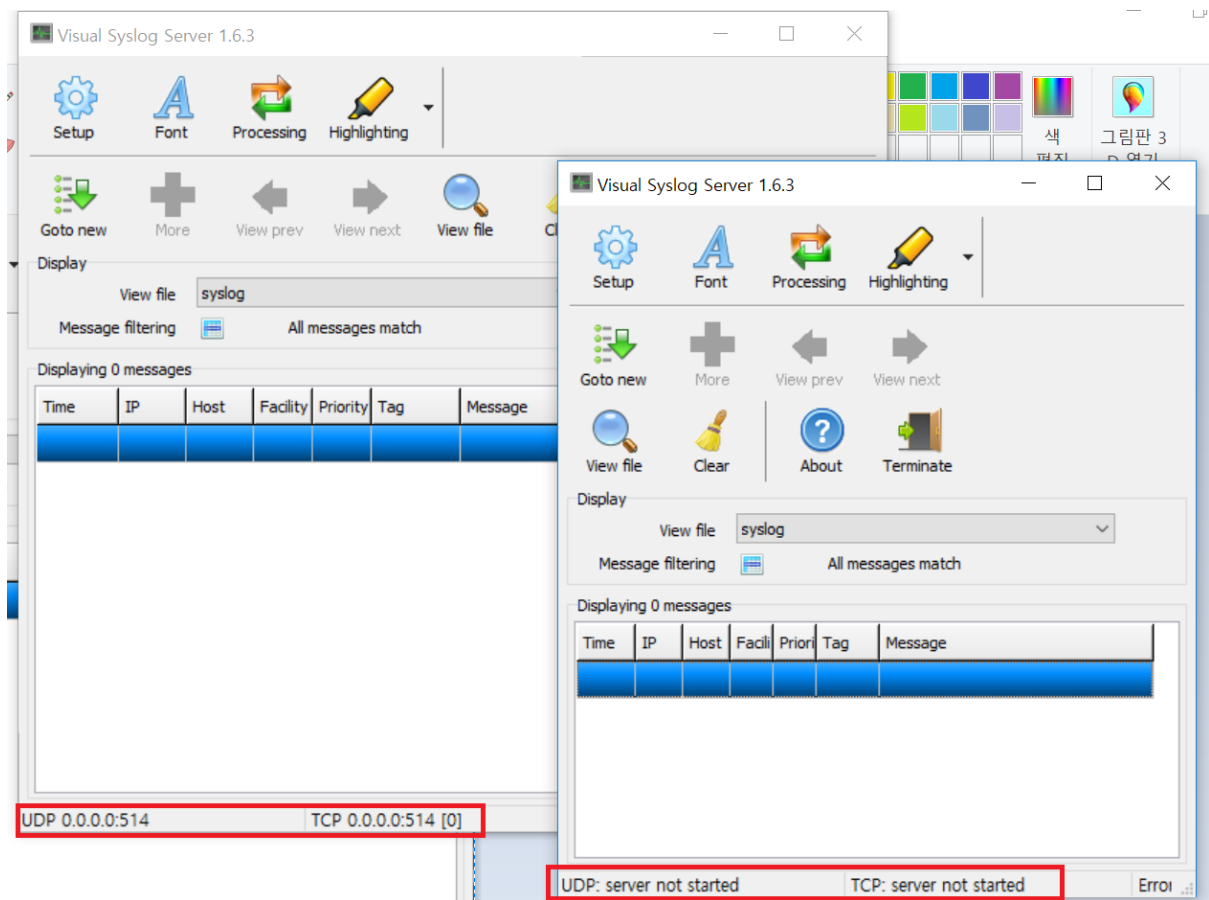 Visual Syslog Server 1.6.3
Setup Font Processing Highlighting
Goto new More View prev View next View file
Display
View file syslog
Message filtering All messages match
Displaying 0 messages
Time IP Host Facility Priority Tag Message
UDP 0.0.0.0:514 TCP 0.0.0.0:514 [0]
색
그림판 3
Visual Syslog Server 1.6.3
Setup Font Processing Highlighting
Goto new More View prev View next
View file Clear About Terminate
Display
View file syslog
Message filtering All messages match
Displaying 0 messages
Time IP Host Facili Priori Tag Message
UDP: server not started TCP: server not started Error